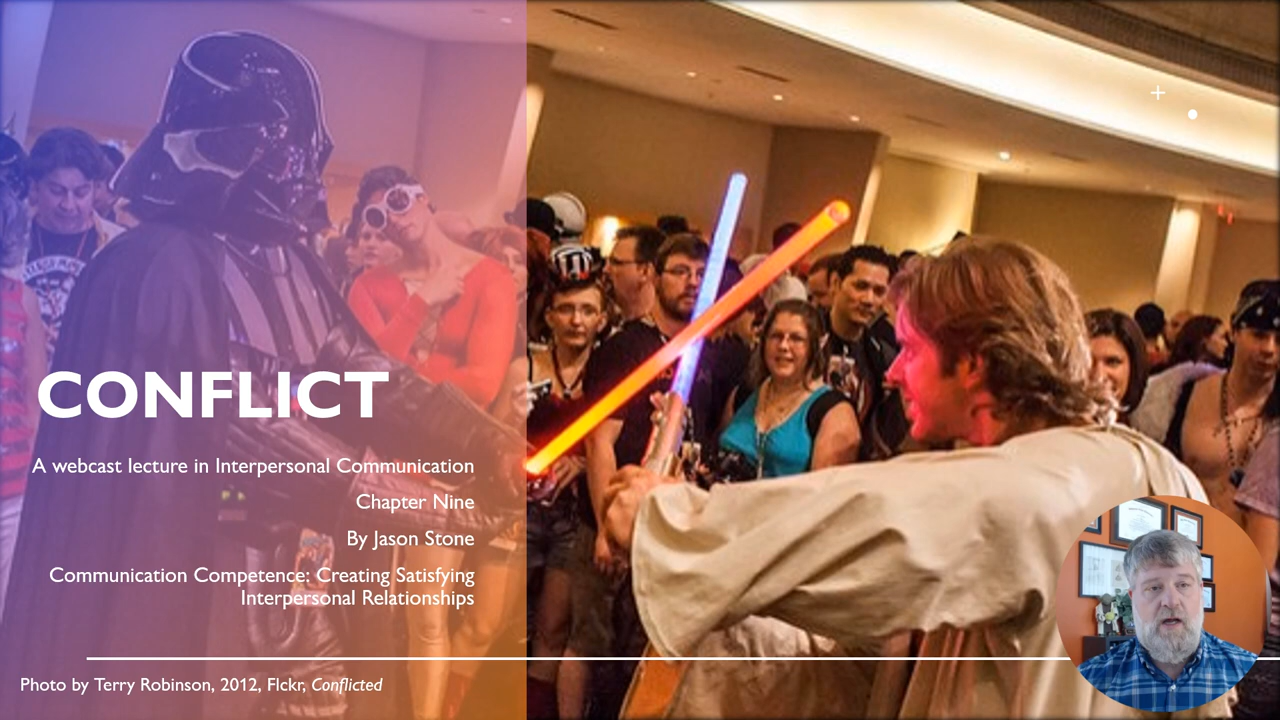 CONFLICT
A webcast lecture in Interpersonal Communication
Chapter Nine
By Jason Stone
Communication Competence: Creating Satisfying
Interpersonal Relationships
Photo by Terry Robinson, 2012, Flckr, Conflicted